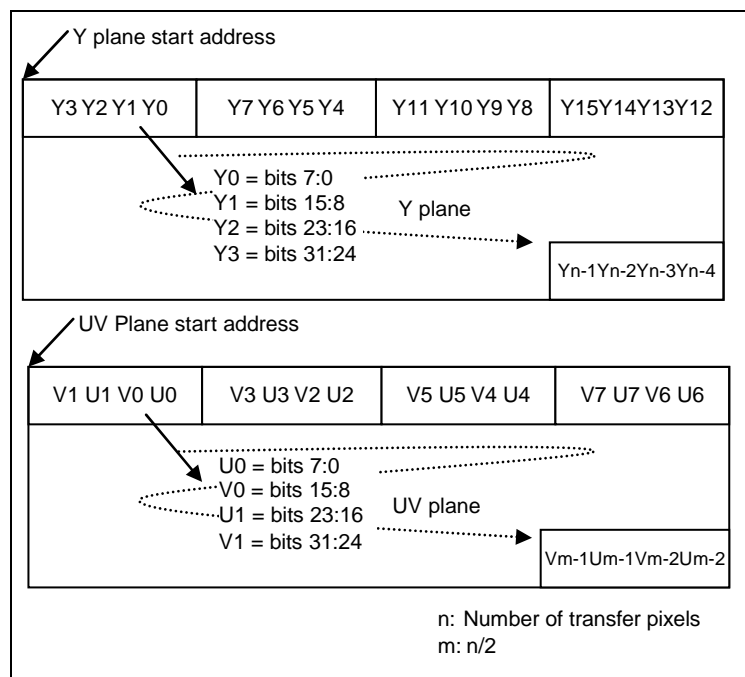 Y plane start address
Y3 Y2 Y1 Y0 Y7 Y6 Y5 Y4 Y11 Y10 Y9 Y8 Y15Y14Y13Y12
Y0 = bits 7:0
Y1 = bits 15:8
Y2 = bits 23:16
Y3 = bits 31:24
Y plane
Yn-1Yn-2Yn-3Yn-4
UV Plane start address
V1 U1 V0 U0 V3 U3 V2 U2 V5 U5 V4 U4 V7 U7 V6 U6
U0 = bits 7:0
V0 = bits 15:8
U1 = bits 23:16
V1 = bits 31:24
UV plane
Vm-1Um-1Vm-2Um-2
n: Number of transfer pixels
m: n/2